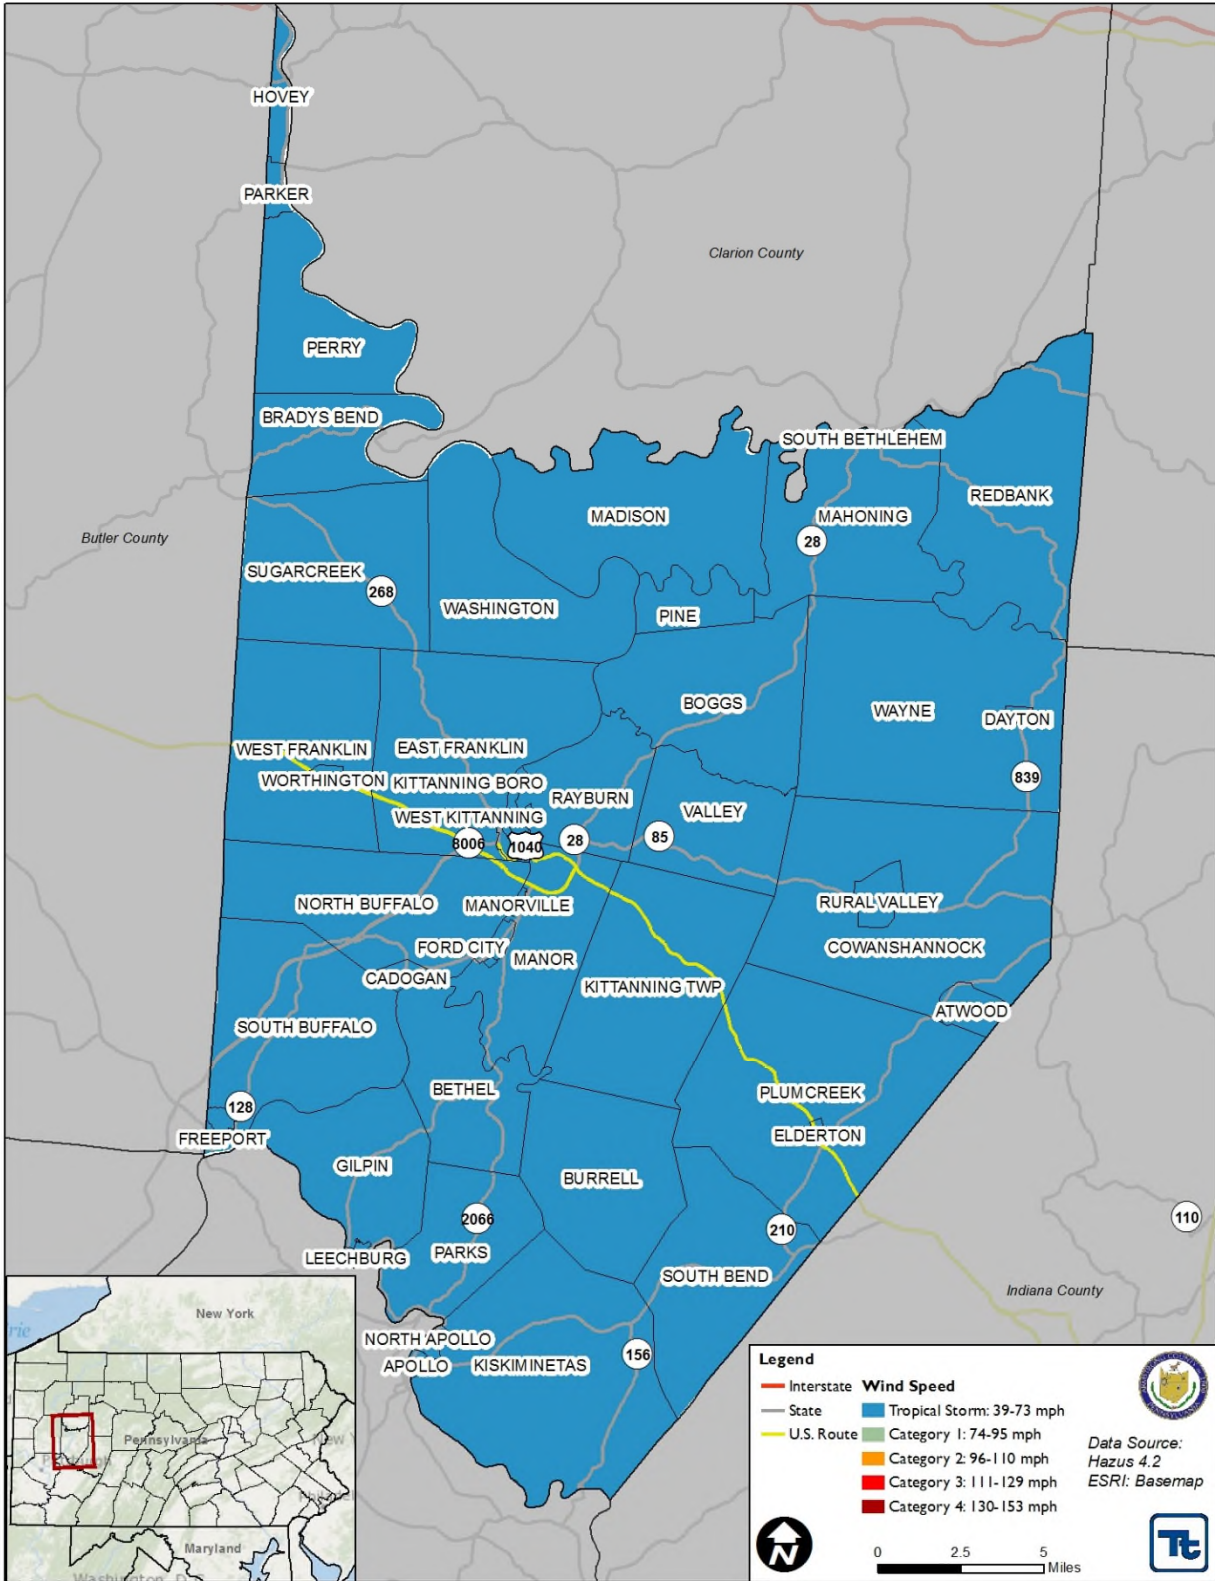 HOVEY
PARKER
Clarion County
PERRY
BRADYS BEND
SOUTH BETHLEHEM
REDBANK
MADISON
MAHONING
28
Butler County
SUGARCREEK
268
WASHINGTON
PINE
BOGGS
WAYNE
DAYTON
WEST FRANKLIN
EAST FRANKLIN
WORTHINGTON
KITTANNING BORO
839
RAYBURN
VALLEY
WEST KITTANNING
8006
1040
28
85
NORTH BUFFALO
MANORVILLE
RURAL VALLEY
FORD CITY
MANOR
COWANSHANNOCK
CADOGAN
KITTANNING TWP
ATWOOD
SOUTH BUFFALO
BETHEL
PLUMCREEK
128
FREEPORT
ELDERTON
GILPIN
BURRELL
2066
210
110
LEECHBURG
PARKS
SOUTH BEND
Indiana County
NORTH APOLLO
APOLLO
KISKIMINETAS
156
New York
Pennsylvania
Pittsburgh
Maryland
Washington, D.C.
Legend
Interstate
State
U.S. Route
Wind Speed
Tropical Storm: 39-73 mph
Category 1: 74-95 mph
Category 2: 96-110 mph
Category 3: 111-129 mph
Category 4: 130-153 mph
Data Source:
Hazus 4.2
ESRI: Basemap
N
0 2.5 5
Miles
Tt